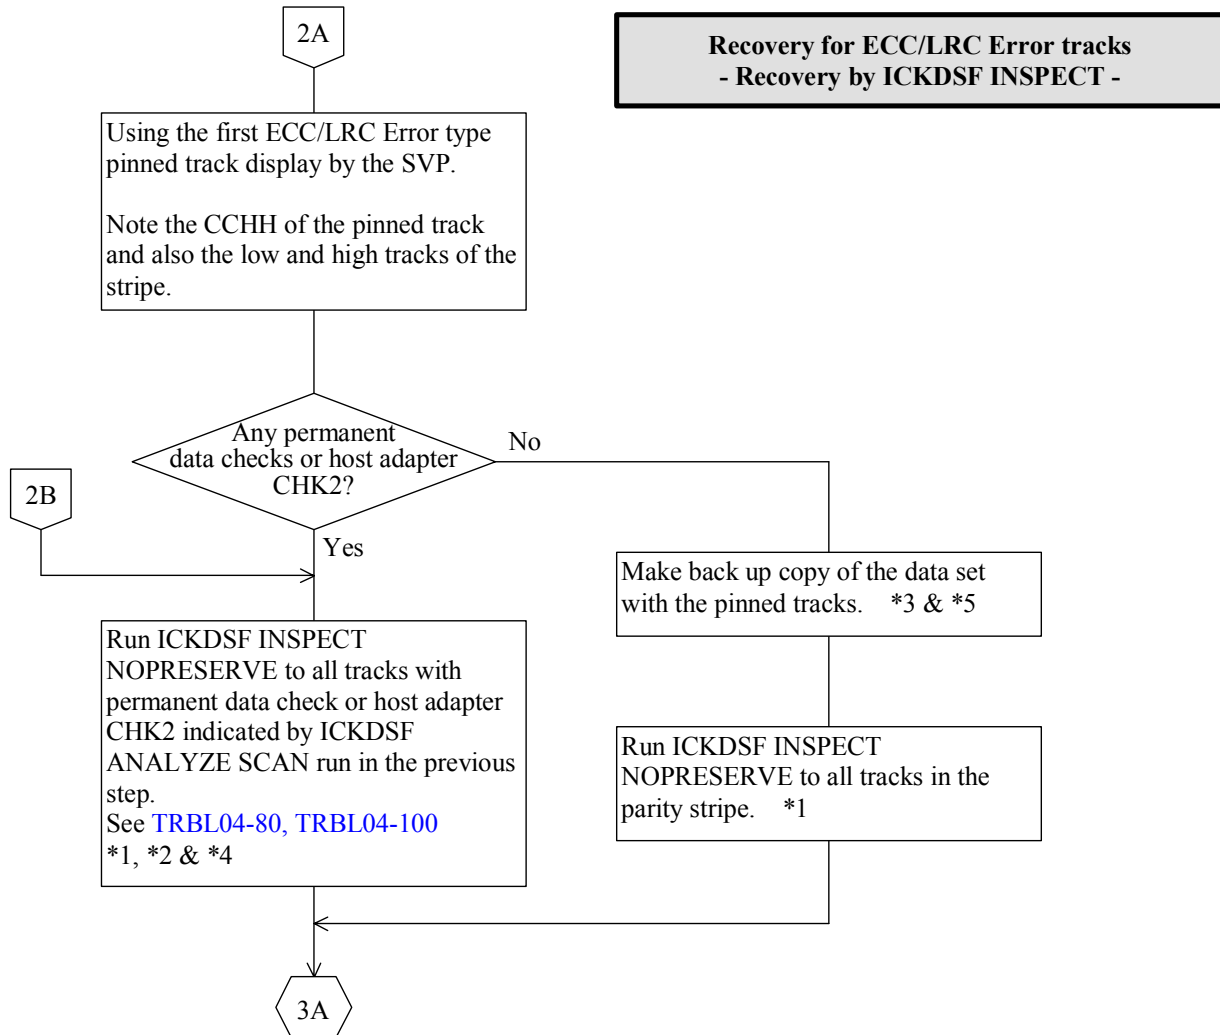 2A
Recovery for ECC/LRC Error tracks
- Recovery by ICKDSF INSPECT -
Using the first ECC/LRC Error type
pinned track display by the SVP.
Note the CCHH of the pinned track
and also the low and high tracks of the
stripe.
Any permanent
data checks or host adapter
CHK2?
No
2B
Yes
Make back up copy of the data set
with the pinned tracks. *3 & *5
Run ICKDSF INSPECT
NOPRESERVE to all tracks with
permanent data check or host adapter
CHK2 indicated by ICKDSF
ANALYZE SCAN run in the previous
step.
See TRBL04-80, TRBL04-100
*1, *2 & *4
Run ICKDSF INSPECT
NOPRESERVE to all tracks in the
parity stripe. *1
3A